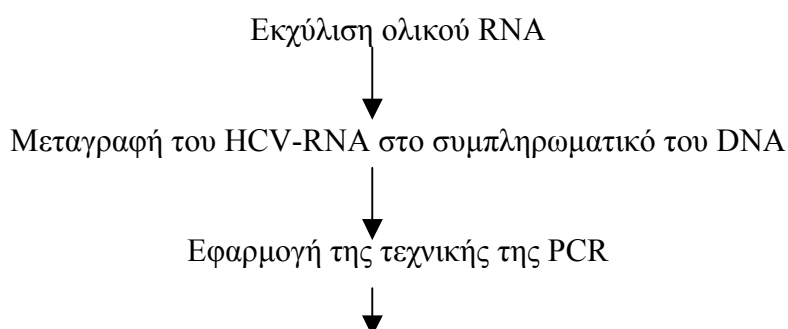 Εκχύλιση ολικού RNA
Μεταγραφή του HCV-RNA στο συμπληρωματικό του DNA
Εφαρμογή της τεχνικής της PCR